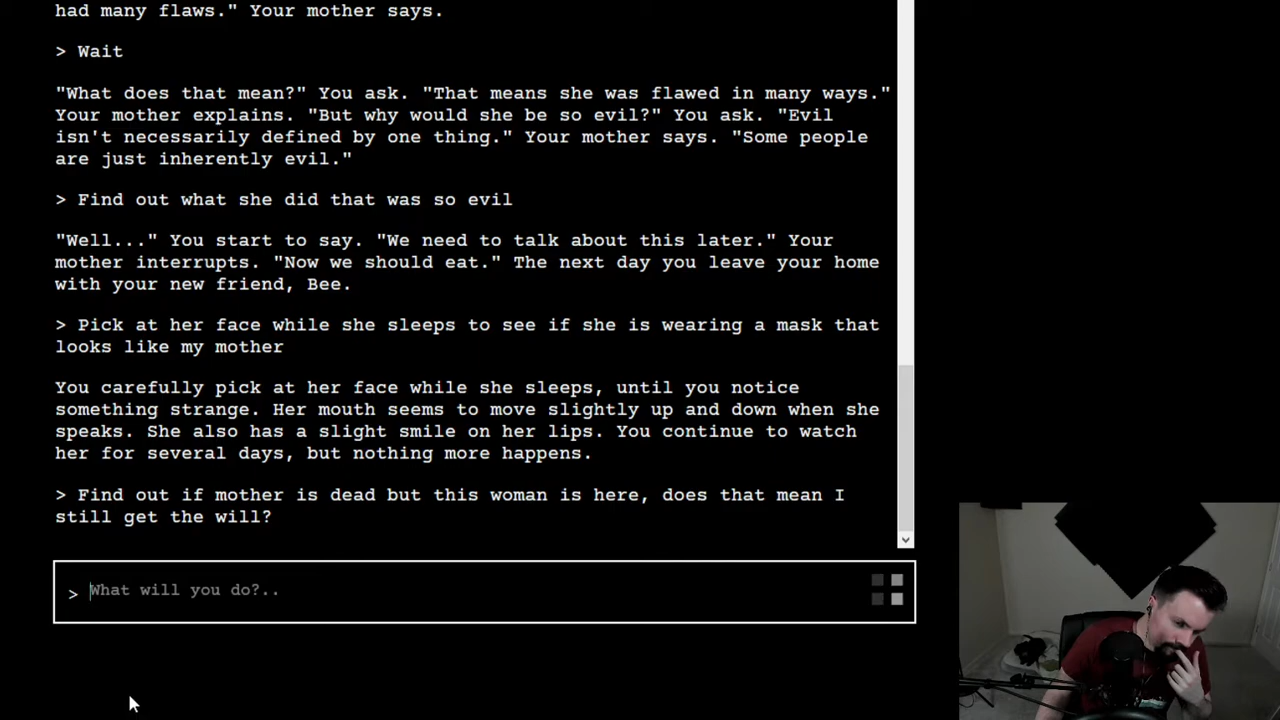 had many flaws." Your mother says.
> Wait
"What does that mean?" You ask. "That means she was flawed in many ways."
Your mother explains. "But why would she be so evil?" You ask. "Evil
isn't necessarily defined by one thing." Your mother says. "Some people
are just inherently evil."
> Find out what she did that was so evil
"Well..." You start to say. "We need to talk about this later." Your
mother interrupts. "Now we should eat." The next day you leave your home
with your new friend, Bee.
> Pick at her face while she sleeps to see if she is wearing a mask that
looks like my mother
You carefully pick at her face while she sleeps, until you notice
something strange. Her mouth seems to move slightly up and down when she
speaks. She also has a slight smile on her lips. You continue to watch
her for several days, but nothing more happens.
> Find out if mother is dead but this woman is here, does that mean I
still get the will?
> What will you do?..